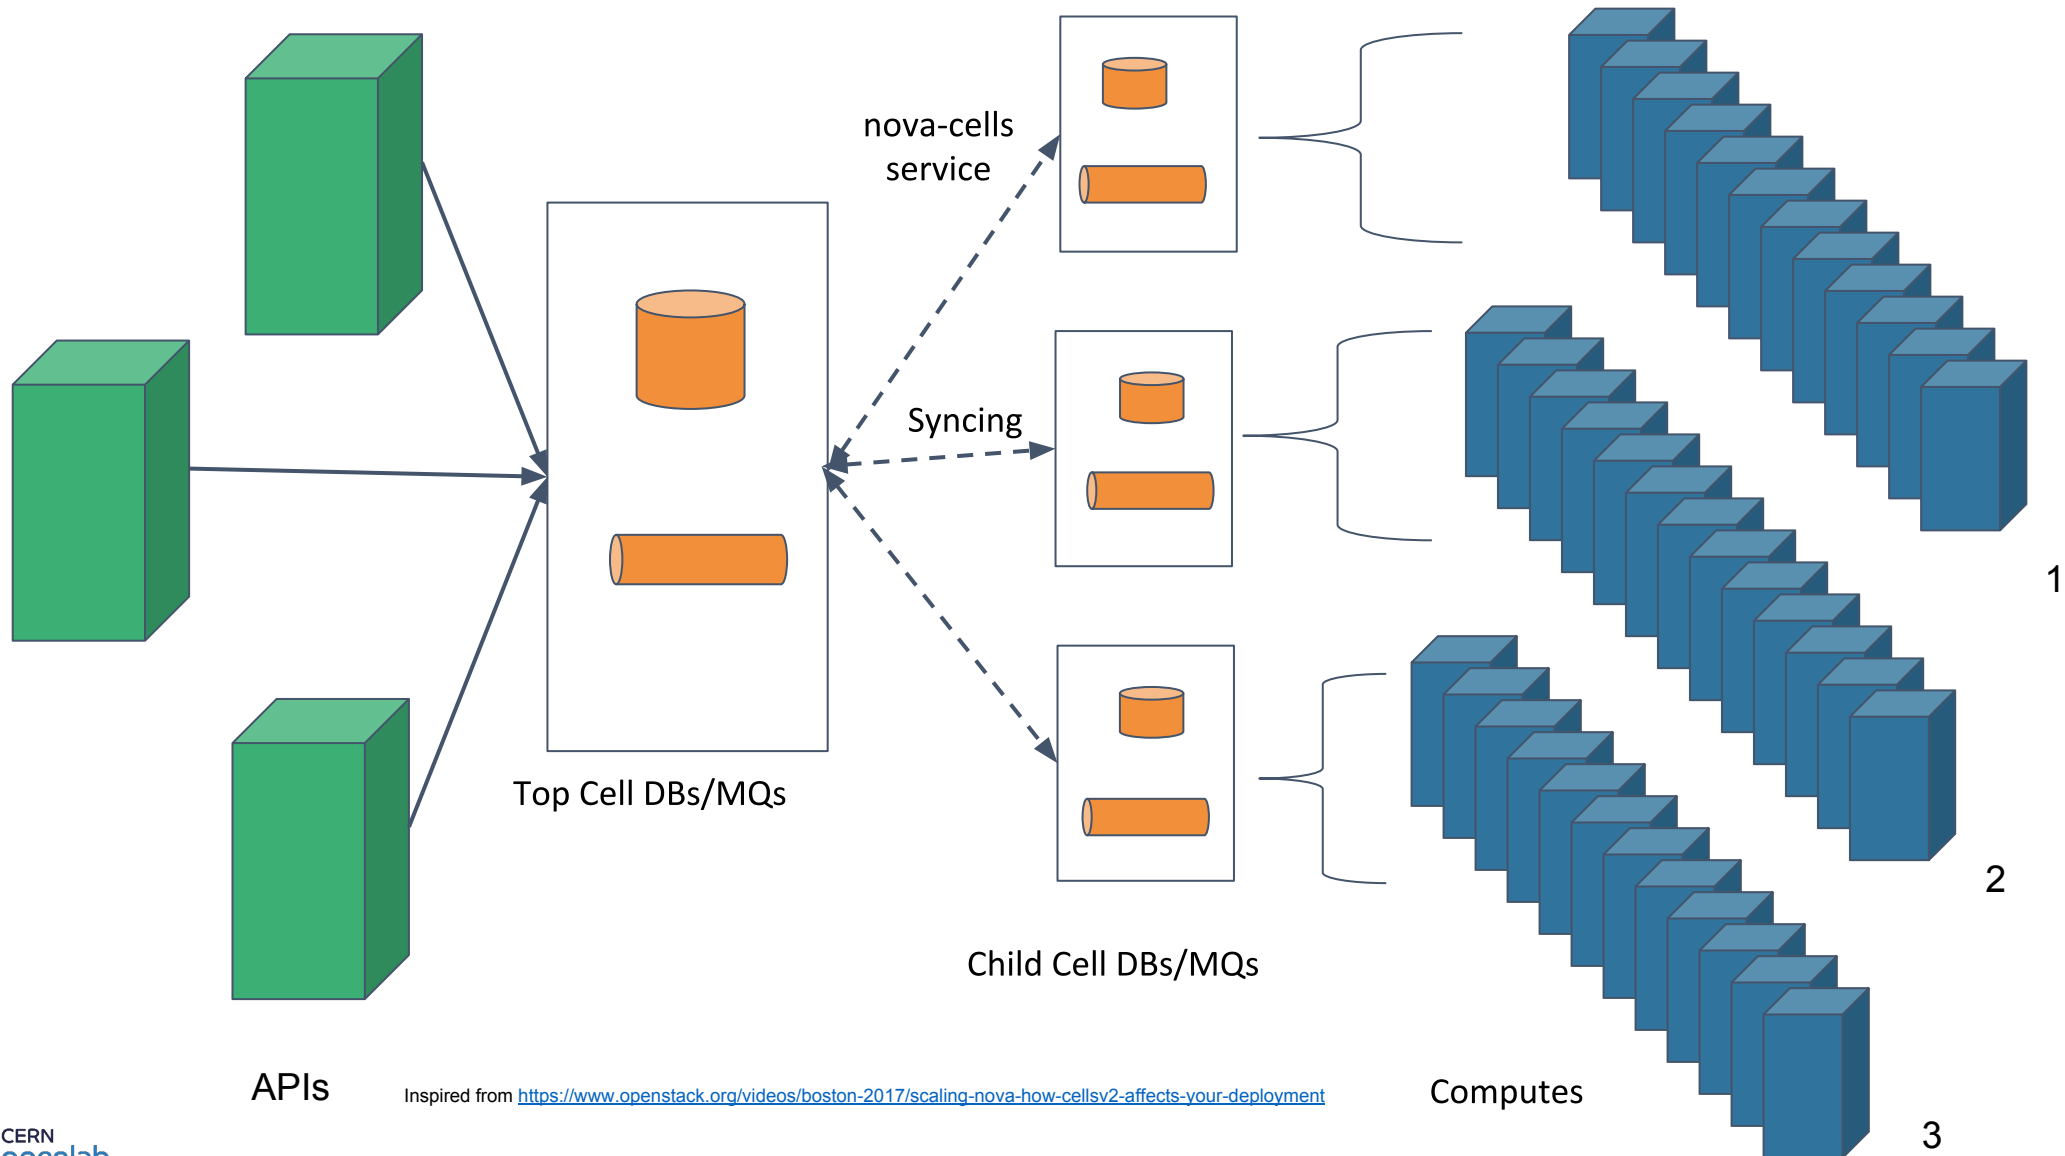 nova-cells
service
Syncing
1
Top Cell DBs/MQs
2
Child Cell DBs/MQs
APIs
Inspired from https://www.openstack.org/videos/boston-2017/scaling-nova-how-cellsv2-affects-your-deployment
Computes
3
CERN